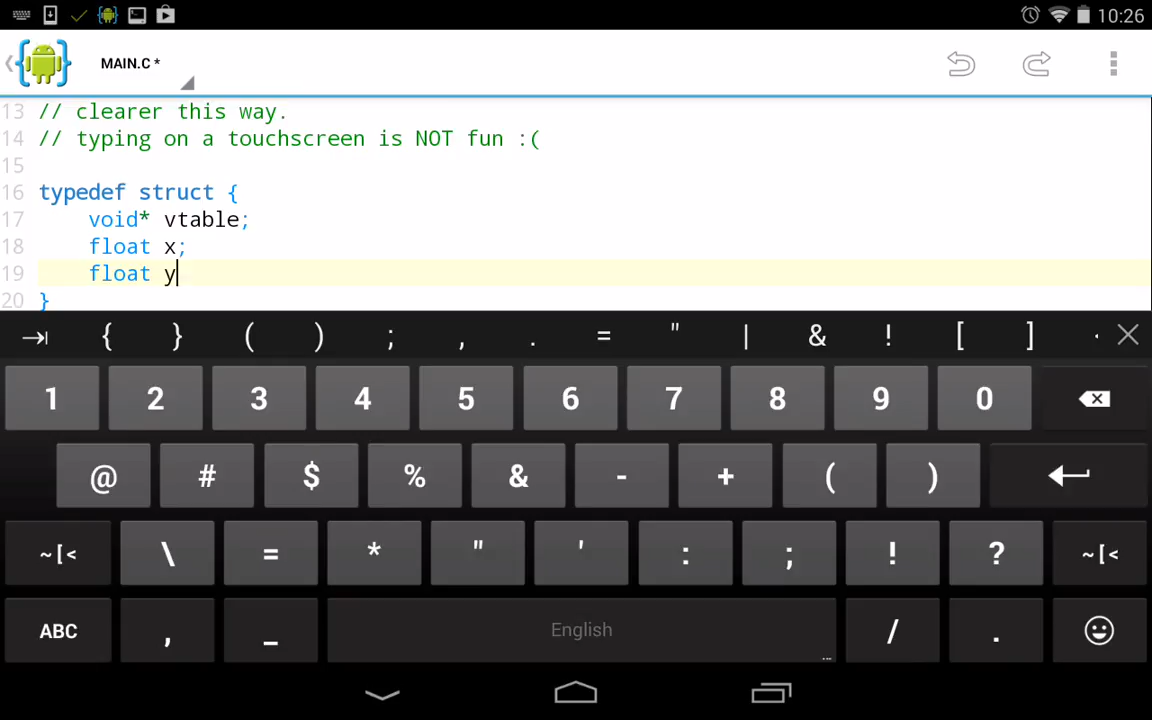 10:26
MAIN.C *
13 // clearer this way.
14 // typing on a touchscreen is NOT fun :(
15
16 typedef struct {
17     void* vtable;
18     float x;
19     float y
20 }
{ } ( ) ; , . = " | & ! [ ]
1 2 3 4 5 6 7 8 9 0
@ # $ % & - + ( )
~[< \ = * " ' : ; ! ? ~[<
ABC , _ English / .